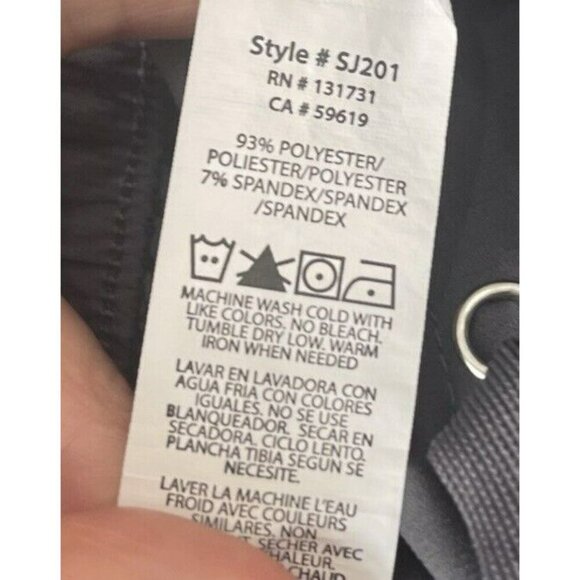 Style # SJ201
RN # 131731
CA # 59619
93% POLYESTER/
POLIESTER/POLYESTER
7% SPANDEX/SPANDEX
/SPANDEX
MACHINE WASH COLD WITH
LIKE COLORS. NO BLEACH.
TUMBLE DRY LOW. WARM
IRON WHEN NEEDED
LAVAR EN LAVADORA CON
AGUA FRIA CON COLORES
IGUALES. NO SE USE
BLANQUEADOR. SECAR EN
SECADORA. CICLO LENTO.
PLANCHA TIBIA SEGUN SE
NECESITE.
LAVER LA MACHINE L'EAU
FROID AVEC COULEURS
SIMILARES. NON
SECHER AVEC
CHAUD